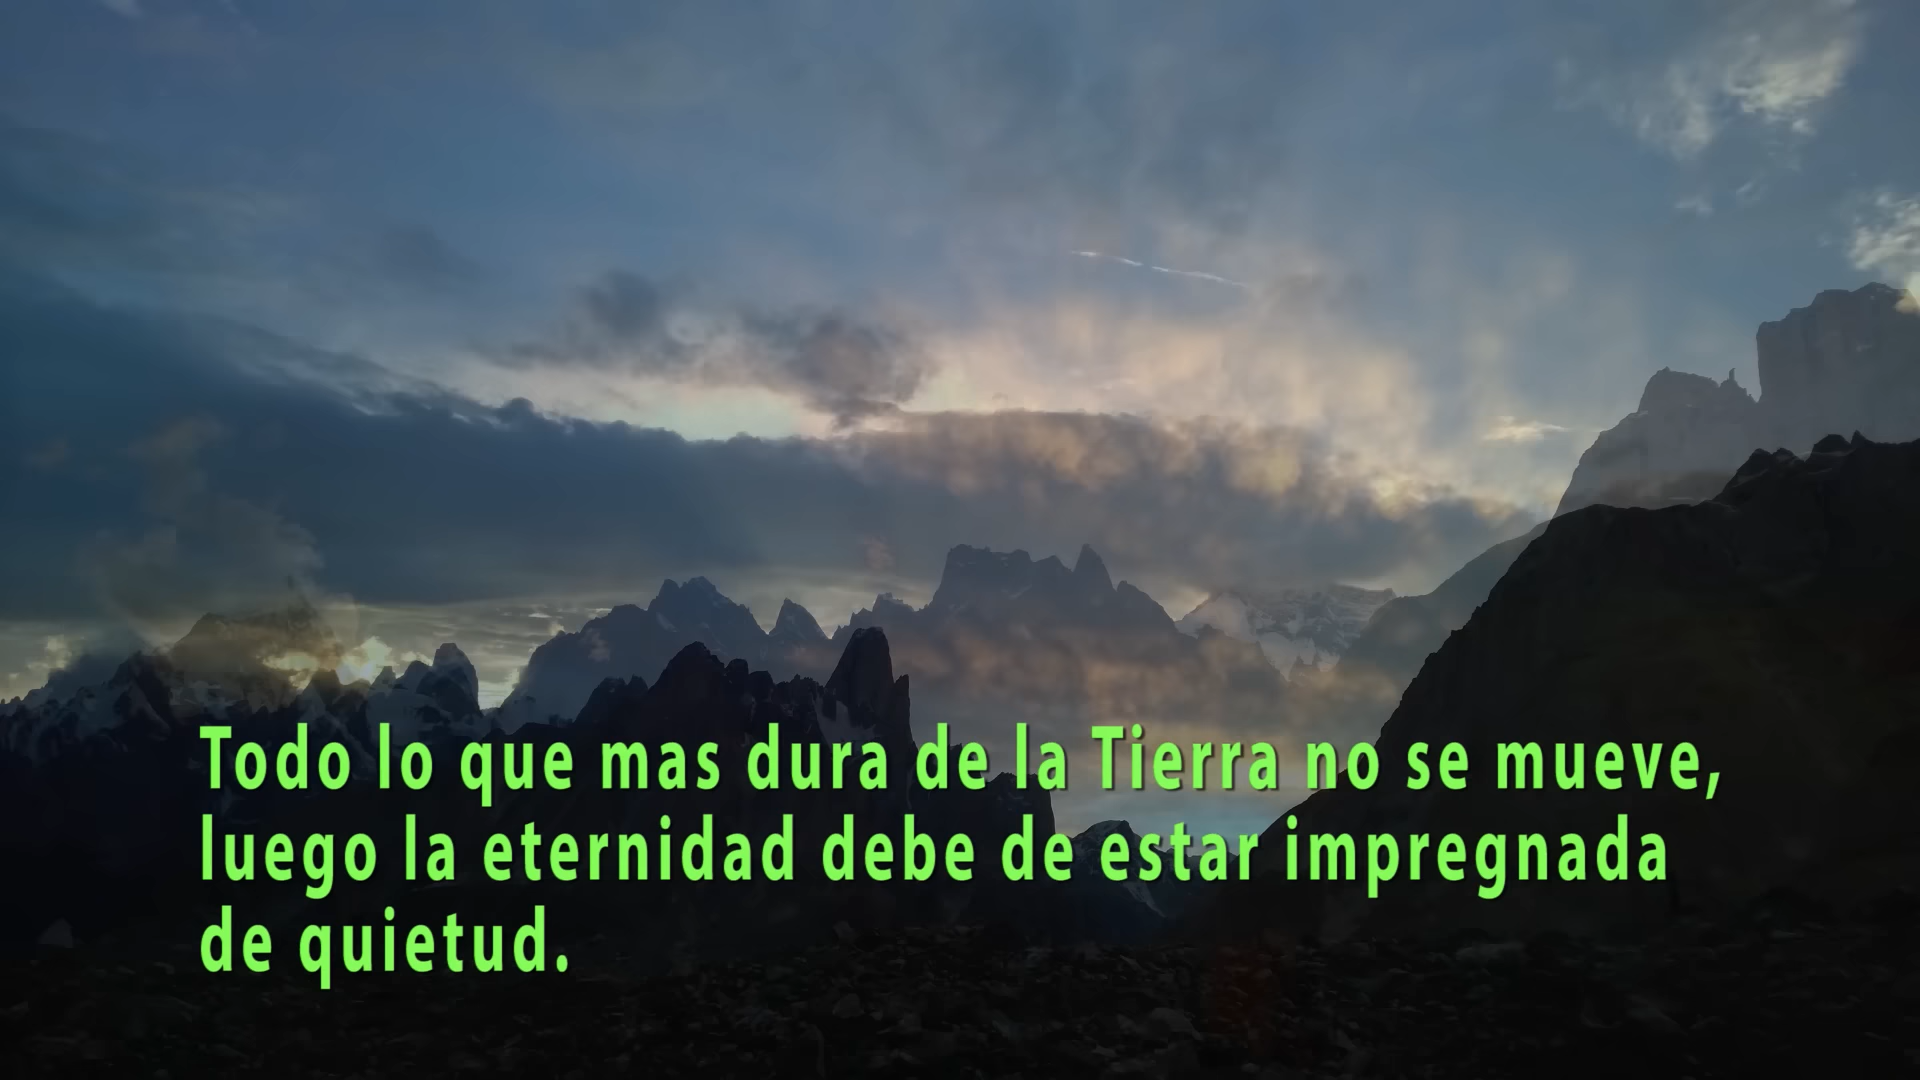 Todo lo que mas dura de la Tierra no se mueve,
luego la eternidad debe de estar impregnada
de quietud.